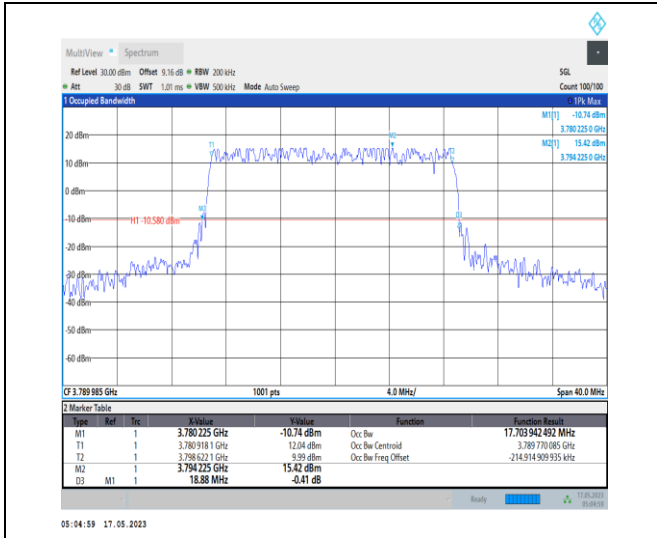 MultiView Spectrum
Ref Level 30.00 dBm Offset 9.16 dB RBW 200 kHz SGL
Att 30 dB SWT 1.01 ms VBW 500 kHz Mode Auto Sweep Count 100/100
1 Occupied Bandwidth 1Pk Max
M1[1] -10.74 dBm
3.780 225 0 GHz
M2[1] 15.42 dBm
3.794 225 0 GHz
20 dBm
T1
M2
T2
10 dBm
0 dBm
M1
D3
-10 dBm
H1 -10.580 dBm
-20 dBm
-30 dBm
-40 dBm
-50 dBm
-60 dBm
CF 3.789 985 GHz 1001 pts 4.0 MHz/ Span 40.0 MHz
2 Marker Table
Type Ref Trc X-Value Y-Value Function Function Result
M1 1 3.780 225 GHz -10.74 dBm Occ Bw 17.703 942 492 MHz
T1 1 3.780 918 1 GHz 12.04 dBm Occ Bw Centroid 3.789 770 085 GHz
T2 1 3.798 622 1 GHz 9.99 dBm Occ Bw Freq Offset -214.914 909 935 kHz
M2 1 3.794 225 GHz 15.42 dBm
D3 M1 1 18.88 MHz -0.41 dB
Ready 17.05.2023
05:04:58
05:04:59 17.05.2023